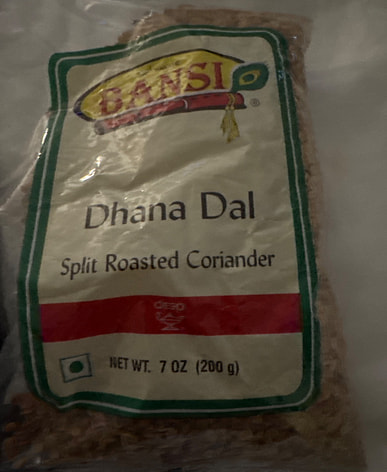 BANSI
®
Dhana Dal
Split Roasted Coriander
NET WT. 7 OZ (200 g)